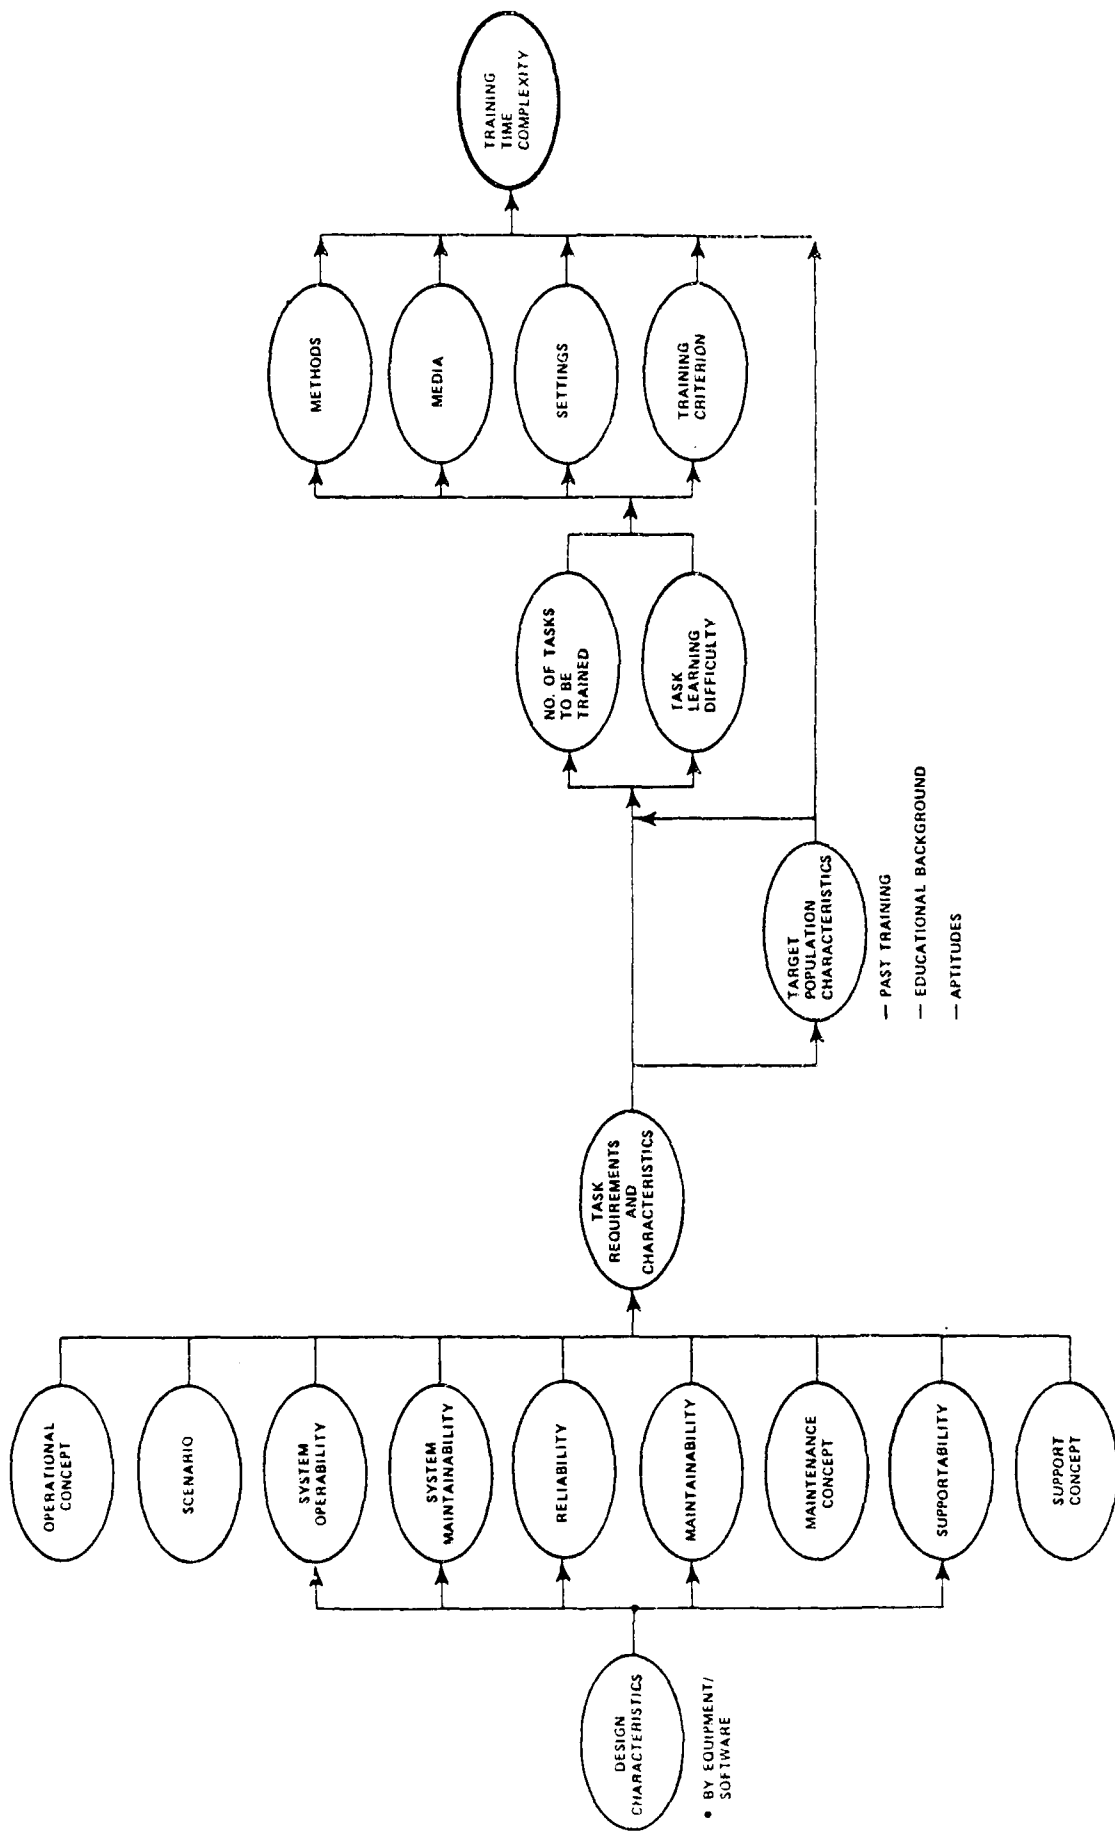 DESIGN
CHARACTERISTICS
• BY EQUIPMENT/
SOFTWARE
OPERATIONAL
CONCEPT
SCENARIO
SYSTEM
OPERABILITY
SYSTEM
MAINTAINABILITY
RELIABILITY
MAINTAINABILITY
MAINTENANCE
CONCEPT
SUPPORTABILITY
SUPPORT
CONCEPT
TASK
REQUIREMENTS
AND
CHARACTERISTICS
TARGET
POPULATION
CHARACTERISTICS
— PAST TRAINING
— EDUCATIONAL BACKGROUND
— APTITUDES
NO. OF TASKS
TO BE
TRAINED
TASK
LEARNING
DIFFICULTY
METHODS
MEDIA
SETTINGS
TRAINING
CRITERION
TRAINING
TIME
COMPLEXITY